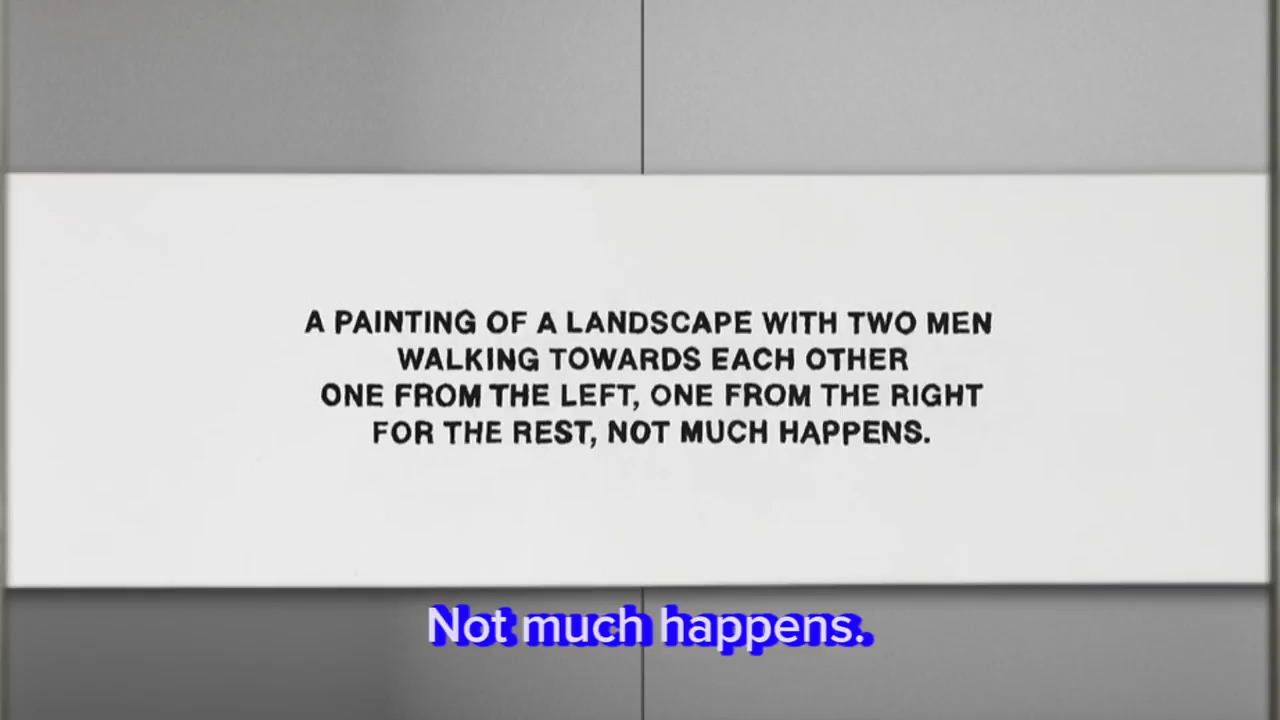 A PAINTING OF A LANDSCAPE WITH TWO MEN
WALKING TOWARDS EACH OTHER
ONE FROM THE LEFT, ONE FROM THE RIGHT
FOR THE REST, NOT MUCH HAPPENS.
Not much happens.